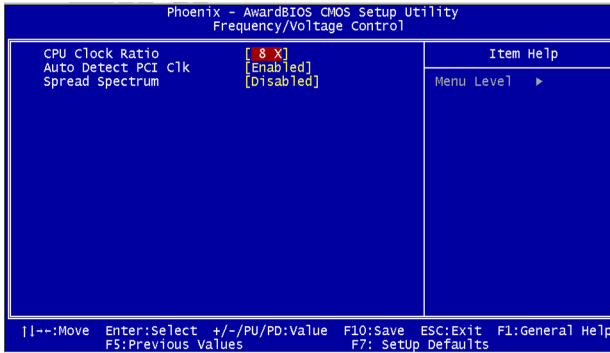 Phoenix - AwardBIOS CMOS Setup Utility
Frequency/Voltage Control
CPU Clock Ratio [ 8 X]
Auto Detect PCI Clk [Enabled]
Spread Spectrum [Disabled]
Item Help
Menu Level ►
↑↓→←:Move Enter:Select +/-/PU/PD:Value F10:Save ESC:Exit F1:General Help
F5:Previous Values F7: SetUp Defaults